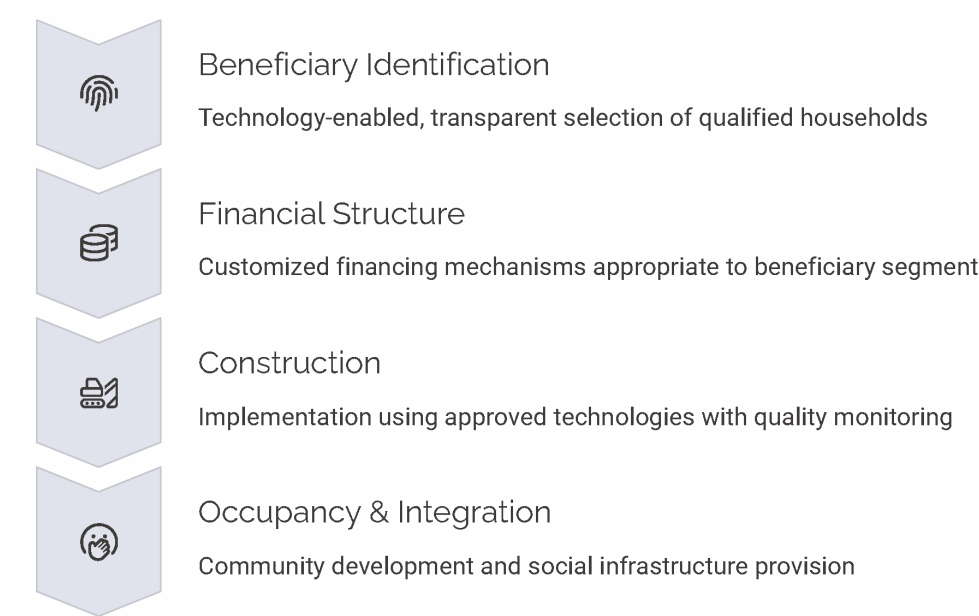 Beneficiary Identification
Technology-enabled, transparent selection of qualified households
Financial Structure
Customized financing mechanisms appropriate to beneficiary segment
Construction
Implementation using approved technologies with quality monitoring
Occupancy & Integration
Community development and social infrastructure provision